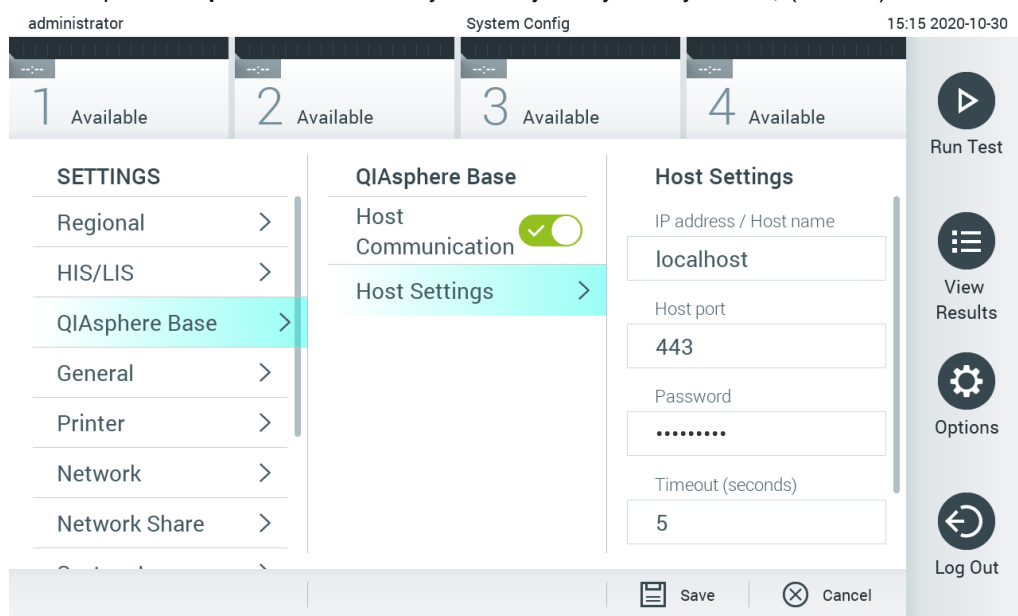 administrator
System Config
15:15 2020-10-30
--:--
--:--
--:--
--:--
1 Available
2 Available
3 Available
4 Available
Run Test
View
Results
Options
Log Out
SETTINGS
Regional
HIS/LIS
QIAsphere Base
General
Printer
Network
Network Share
QIAsphere Base
Host
Communication
Host Settings
Host Settings
IP address / Host name
localhost
Host port
443
Password
•••••••••
Timeout (seconds)
5
Save
Cancel